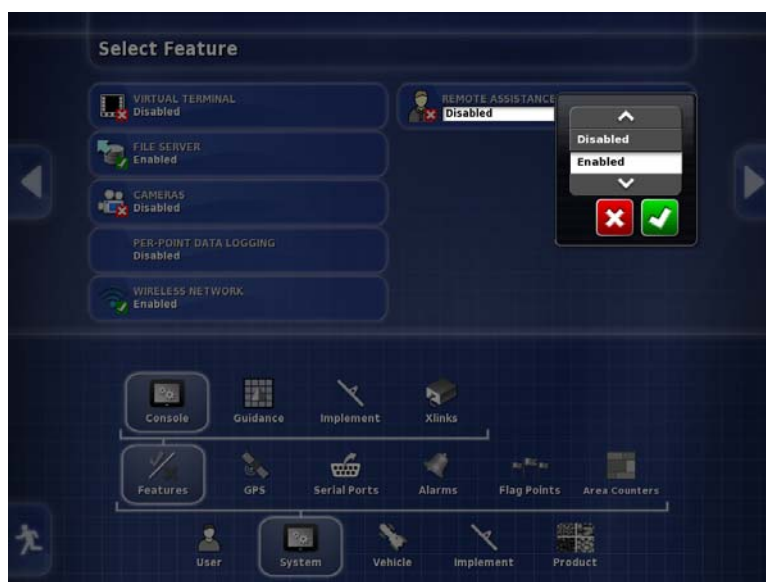 Select Feature
VIRTUAL TERMINAL
Disabled
FILE SERVER
Enabled
CAMERAS
Disabled
PER-POINT DATA LOGGING
Disabled
WIRELESS NETWORK
Enabled
REMOTE ASSISTANCE
Disabled
Disabled
Enabled
Console Guidance Implement Xlinks
Features GPS Serial Ports Alarms Flag Points Area Counters
User System Vehicle Implement Product